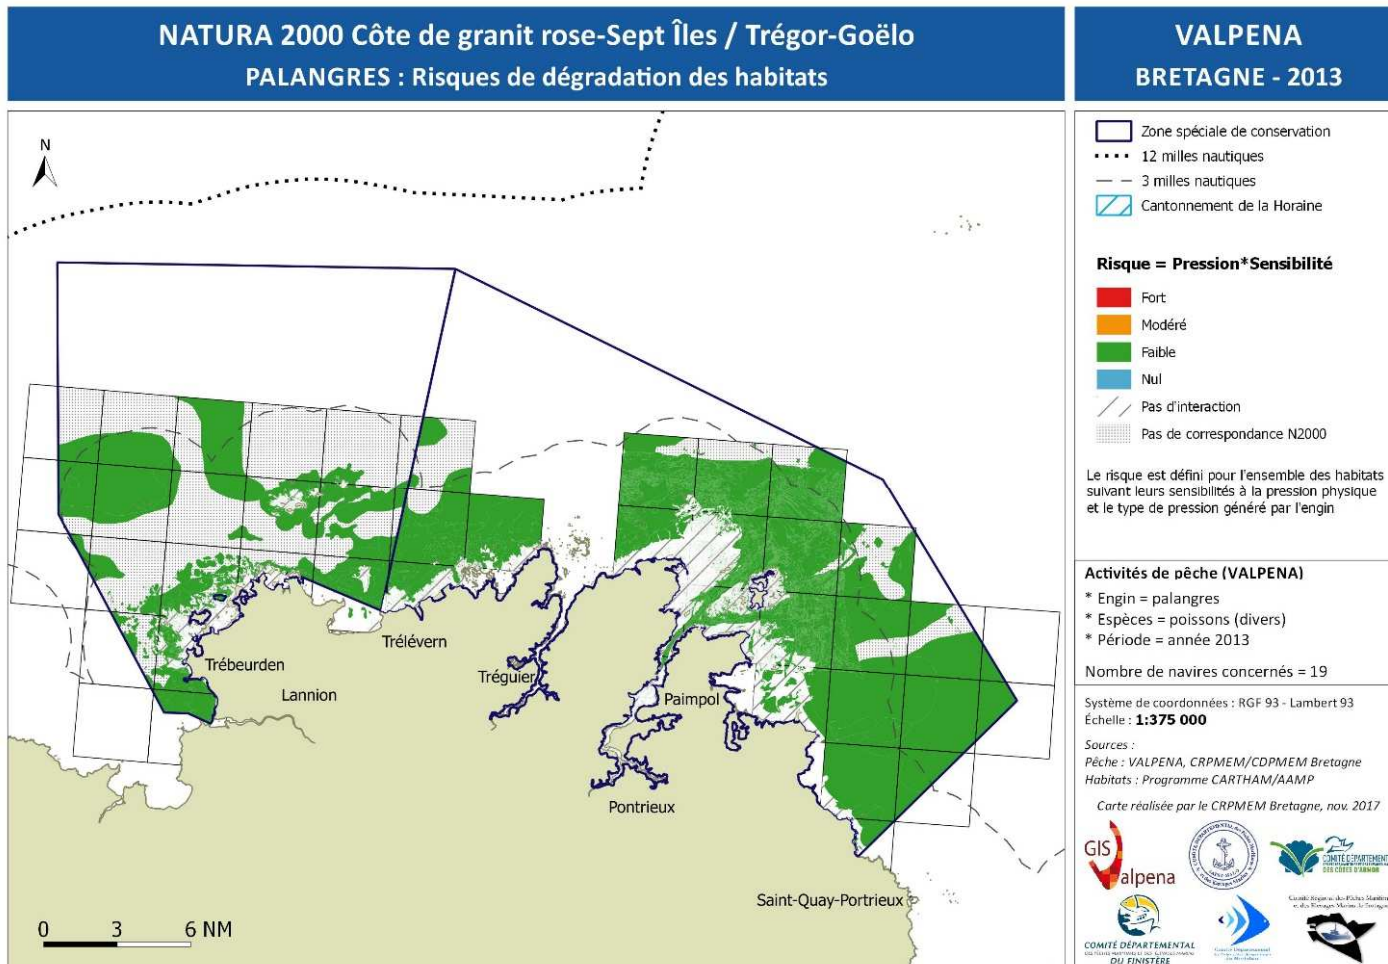 NATURA 2000 Côte de granit rose-Sept Îles / Trégor-Goëlo
PALANGRES : Risques de dégradation des habitats
VALPENA
BRETAGNE - 2013
N
Trébeurden
Lannion
Trélévern
Tréguier
Paimpol
Pontrieux
Saint-Quay-Portrieux
0 3 6 NM
Zone spéciale de conservation
12 milles nautiques
3 milles nautiques
Cantonnement de la Horaine
Risque = Pression*Sensibilité
Fort
Modéré
Faible
Nul
Pas d'interaction
Pas de correspondance N2000
Le risque est défini pour l'ensemble des habitats
suivant leurs sensibilités à la pression physique
et le type de pression généré par l'engin
Activités de pêche (VALPENA)
* Engin = palangres
* Espèces = poissons (divers)
* Période = année 2013
Nombre de navires concernés = 19
Système de coordonnées : RGF 93 - Lambert 93
Échelle : 1:375 000
Sources :
Pêche : VALPENA, CRPMEM/CDPMEM Bretagne
Habitats : Programme CARTHAM/AAMP
Carte réalisée par le CRPMEM Bretagne, nov. 2017
GIS
Valpena
COMITÉ DÉPARTEMENTAL
DES CÔTES D'ARMOR
COMITÉ DÉPARTEMENTAL
DU FINISTÈRE